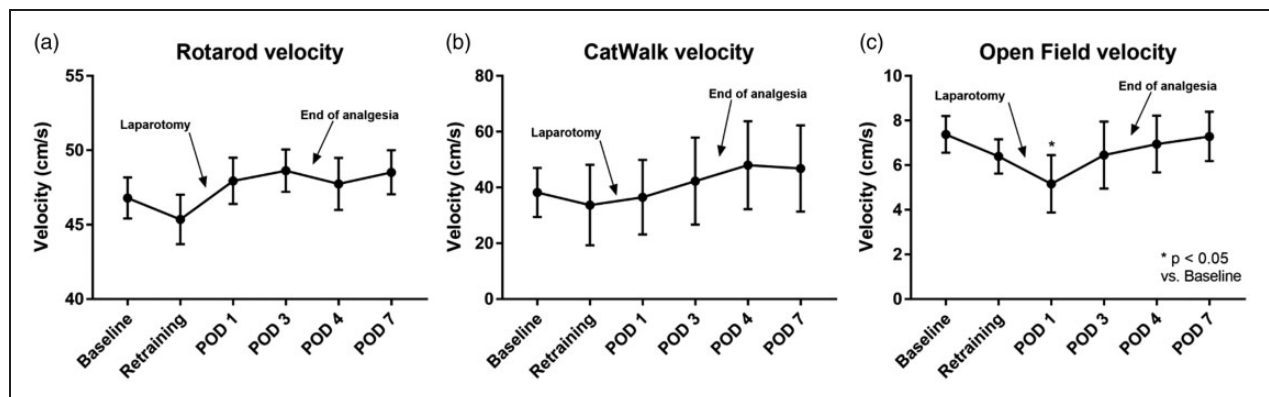 (a)
Rotarod velocity
Velocity (cm/s)
55
50
45
40
Laparotomy
End of analgesia
Baseline
Retraining
POD 1
POD 3
POD 4
POD 7
(b)
CatWalk velocity
Velocity (cm/s)
80
60
40
20
0
Laparotomy
End of analgesia
Baseline
Retraining
POD 1
POD 3
POD 4
POD 7
(c)
Open Field velocity
Velocity (cm/s)
10
8
6
4
2
0
Laparotomy
End of analgesia
*
* p < 0.05
vs. Baseline
Baseline
Retraining
POD 1
POD 3
POD 4
POD 7